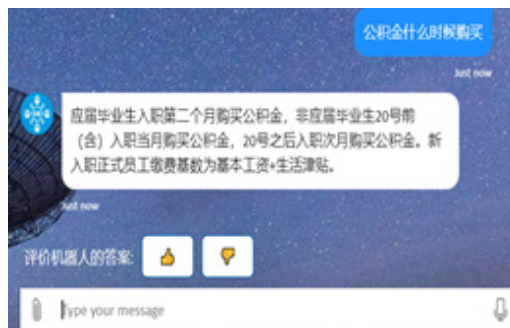 公积金什么时候购买
Just now
应届毕业生入职第二个月购买公积金，非应届毕业生20号前
（含）入职当月购买公积金，20号之后入职次月购买公积金。新
入职正式员工缴费基数为基本工资+生活津贴。
Just now
评价机器人的答案:
Type your message